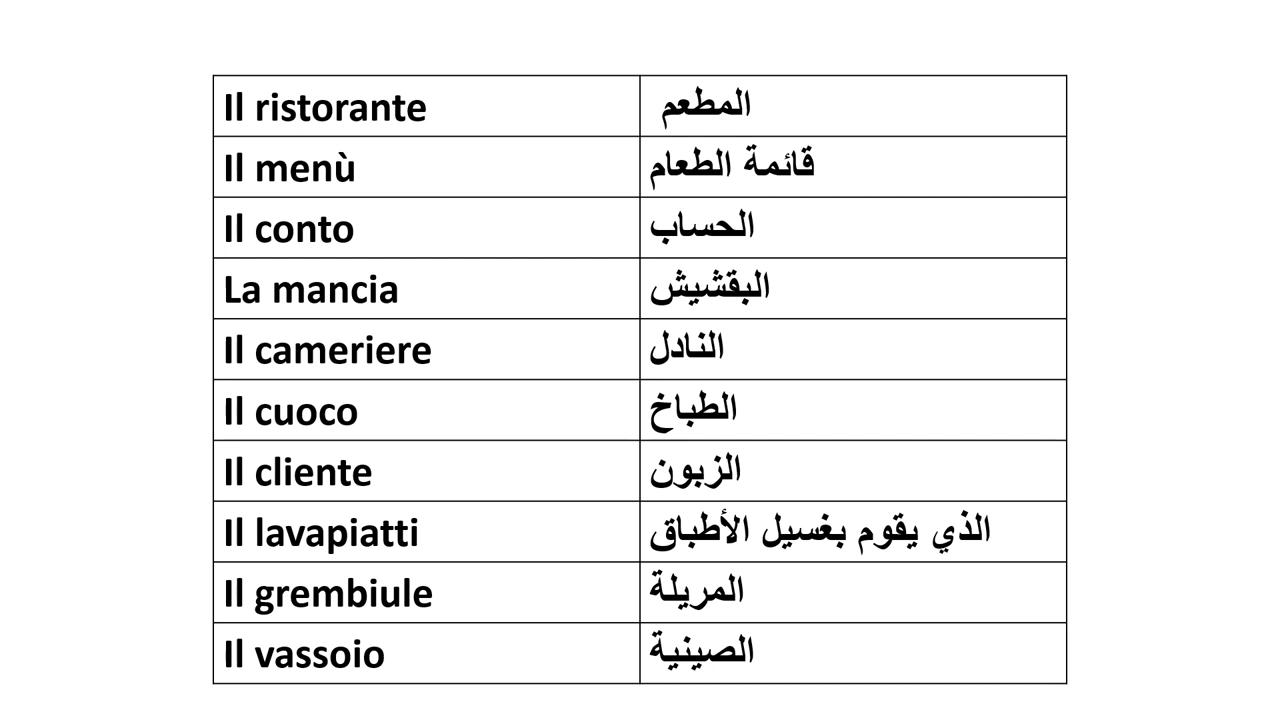 Il ristorante المطعم
Il menù قائمة الطعام
Il conto الحساب
La mancia البقشيش
Il cameriere النادل
Il cuoco الطباخ
Il cliente الزبون
Il lavapiatti الذي يقوم بغسيل الأطباق
Il grembiule المريلة
Il vassoio الصينية